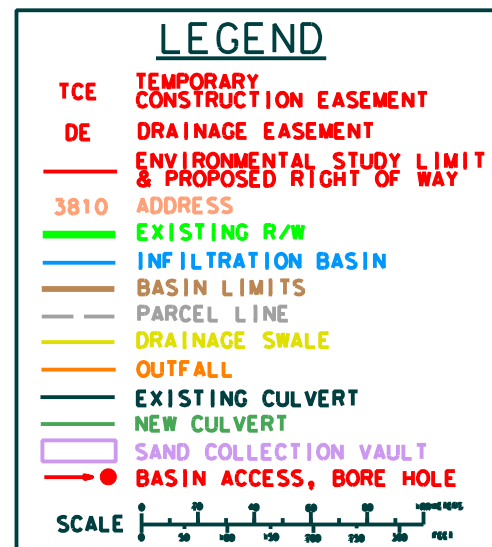 LEGEND
TCE TEMPORARY
CONSTRUCTION EASEMENT
DE DRAINAGE EASEMENT
ENVIRONMENTAL STUDY LIMIT
& PROPOSED RIGHT OF WAY
3810 ADDRESS
EXISTING R/W
INFILTRATION BASIN
BASIN LIMITS
PARCEL LINE
DRAINAGE SWALE
OUTFALL
EXISTING CULVERT
NEW CULVERT
SAND COLLECTION VAULT
BASIN ACCESS, BORE HOLE
0 20 40 60 80
SCALE
0 50 100 150 200 250 300 FEET